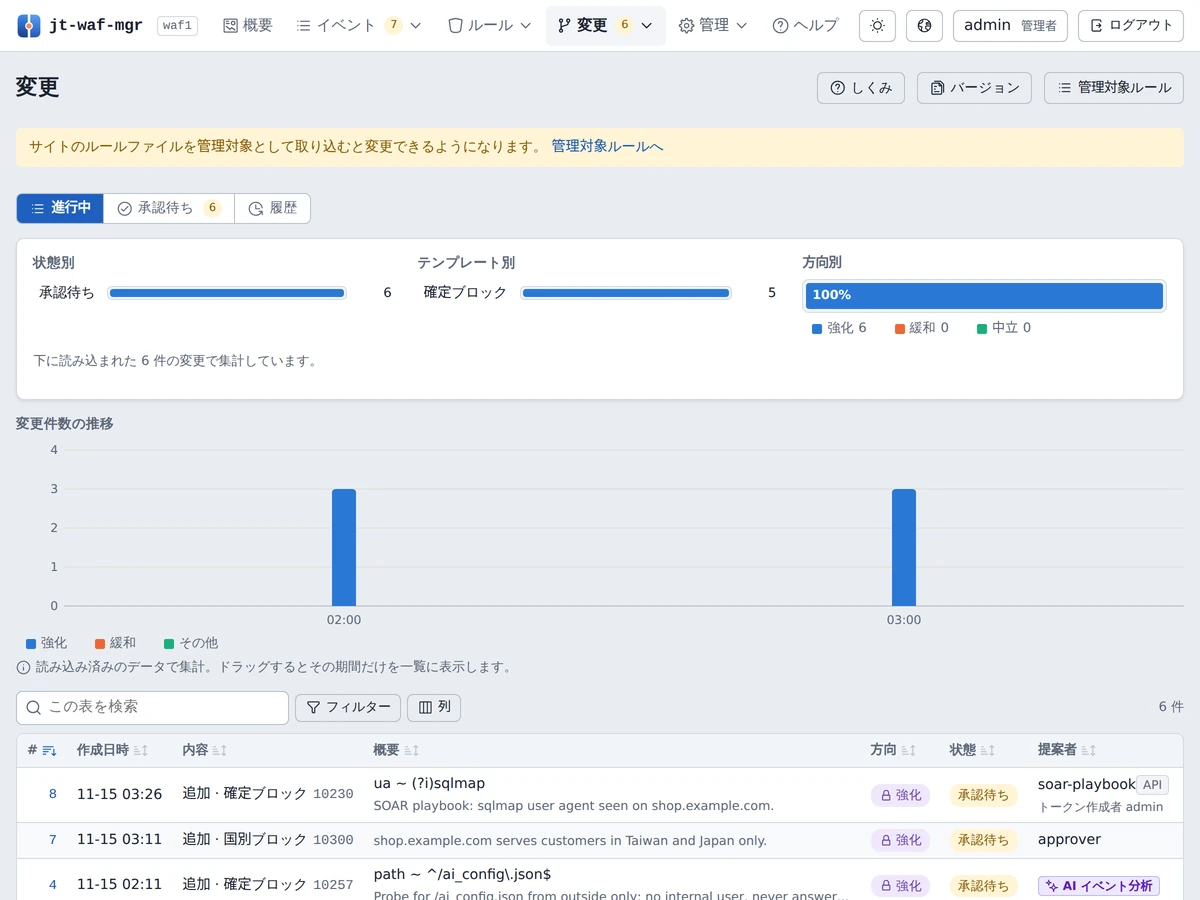 jt-waf-mgr waf1 概要 イベント 7 ルール 変更 6 管理 ヘルプ admin 管理者 ログアウト
変更 しくみ バージョン 管理対象ルール
サイトのルールファイルを管理対象として取り込むと変更できるようになります。 管理対象ルールへ
進行中 承認待ち 6 履歴
状態別 テンプレート別 方向別
承認待ち 6 確定ブロック 5 100%
強化 6 緩和 0 中立 0
下に読み込まれた 6 件の変更で集計しています。
変更件数の推移
4
3
2
1
0
02:00 03:00
強化 緩和 その他
読み込み済みのデータで集計。ドラッグするとその期間だけを一覧に表示します。
この表を検索 フィルター 列 6 件
# 作成日時 内容 概要 方向 状態 提案者
8 11-15 03:26 追加 · 確定ブロック 10230 ua ~ (?i)sqlmap 強化 承認待ち soar-playbook API
SOAR playbook: sqlmap user agent seen on shop.example.com. トークン作成者 admin
7 11-15 03:11 追加 · 国別ブロック 10300 shop.example.com serves customers in Taiwan and Japan only. 強化 承認待ち approver
4 11-15 02:11 追加 · 確定ブロック 10257 path ~ ^/ai_config\.json$ 強化 承認待ち AI イベント分析
Probe for /ai_config.json from outside only: no internal user, never answer...